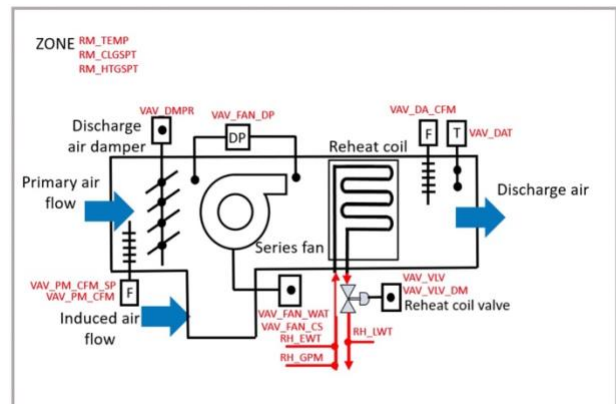 ZONE RM_TEMP
RM_CLGSPT
RM_HTGSPT
VAV_DMPR
VAV_FAN_DP
VAV_DA_CFM
Discharge
air damper
DP
Reheat coil
F
T
VAV_DAT
Primary air
flow
Discharge air
Series fan
VAV_PM_CFM_SP
VAV_PM_CFM
F
Induced air
flow
VAV_FAN_WAT
VAV_FAN_CS
RH_EWT
RH_GPM
VAV_VLV
VAV_VLV_DM
Reheat coil valve
RH_LWT